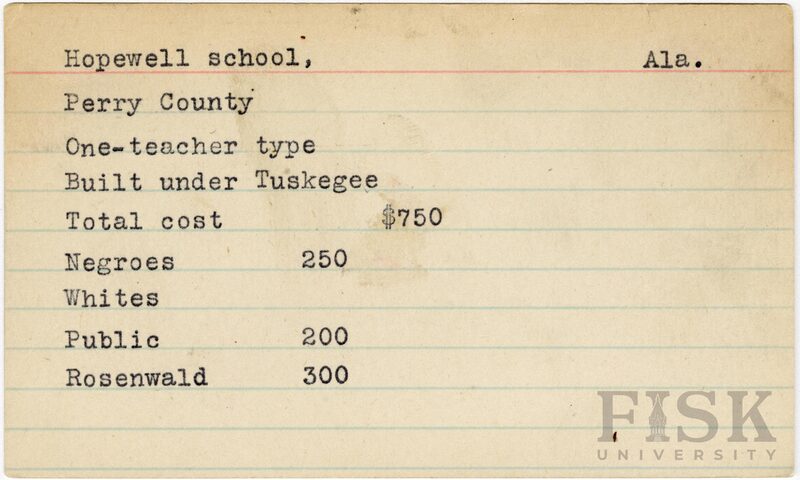 Hopewell school, Ala.
Perry County
One-teacher type
Built under Tuskegee
Total cost $750
Negroes 250
Whites
Public 200
Rosenwald 300
FISK
UNIVERSITY